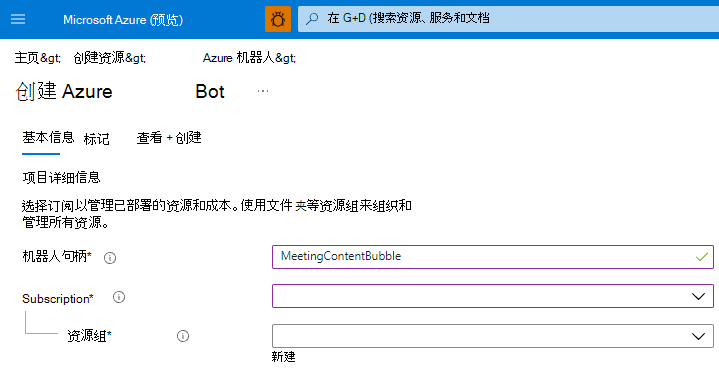 Microsoft Azure (预览)
在 G+D (搜索资源、服务和文档
主页&gt; 创建资源&gt; Azure 机器人&gt;
创建 Azure Bot ...
基本信息 标记 查看 + 创建
项目详细信息
选择订阅以管理已部署的资源和成本。使用文件夹等资源组来组织和
管理所有资源。
机器人句柄* MeetingContentBubble
Subscription*
资源组*
新建